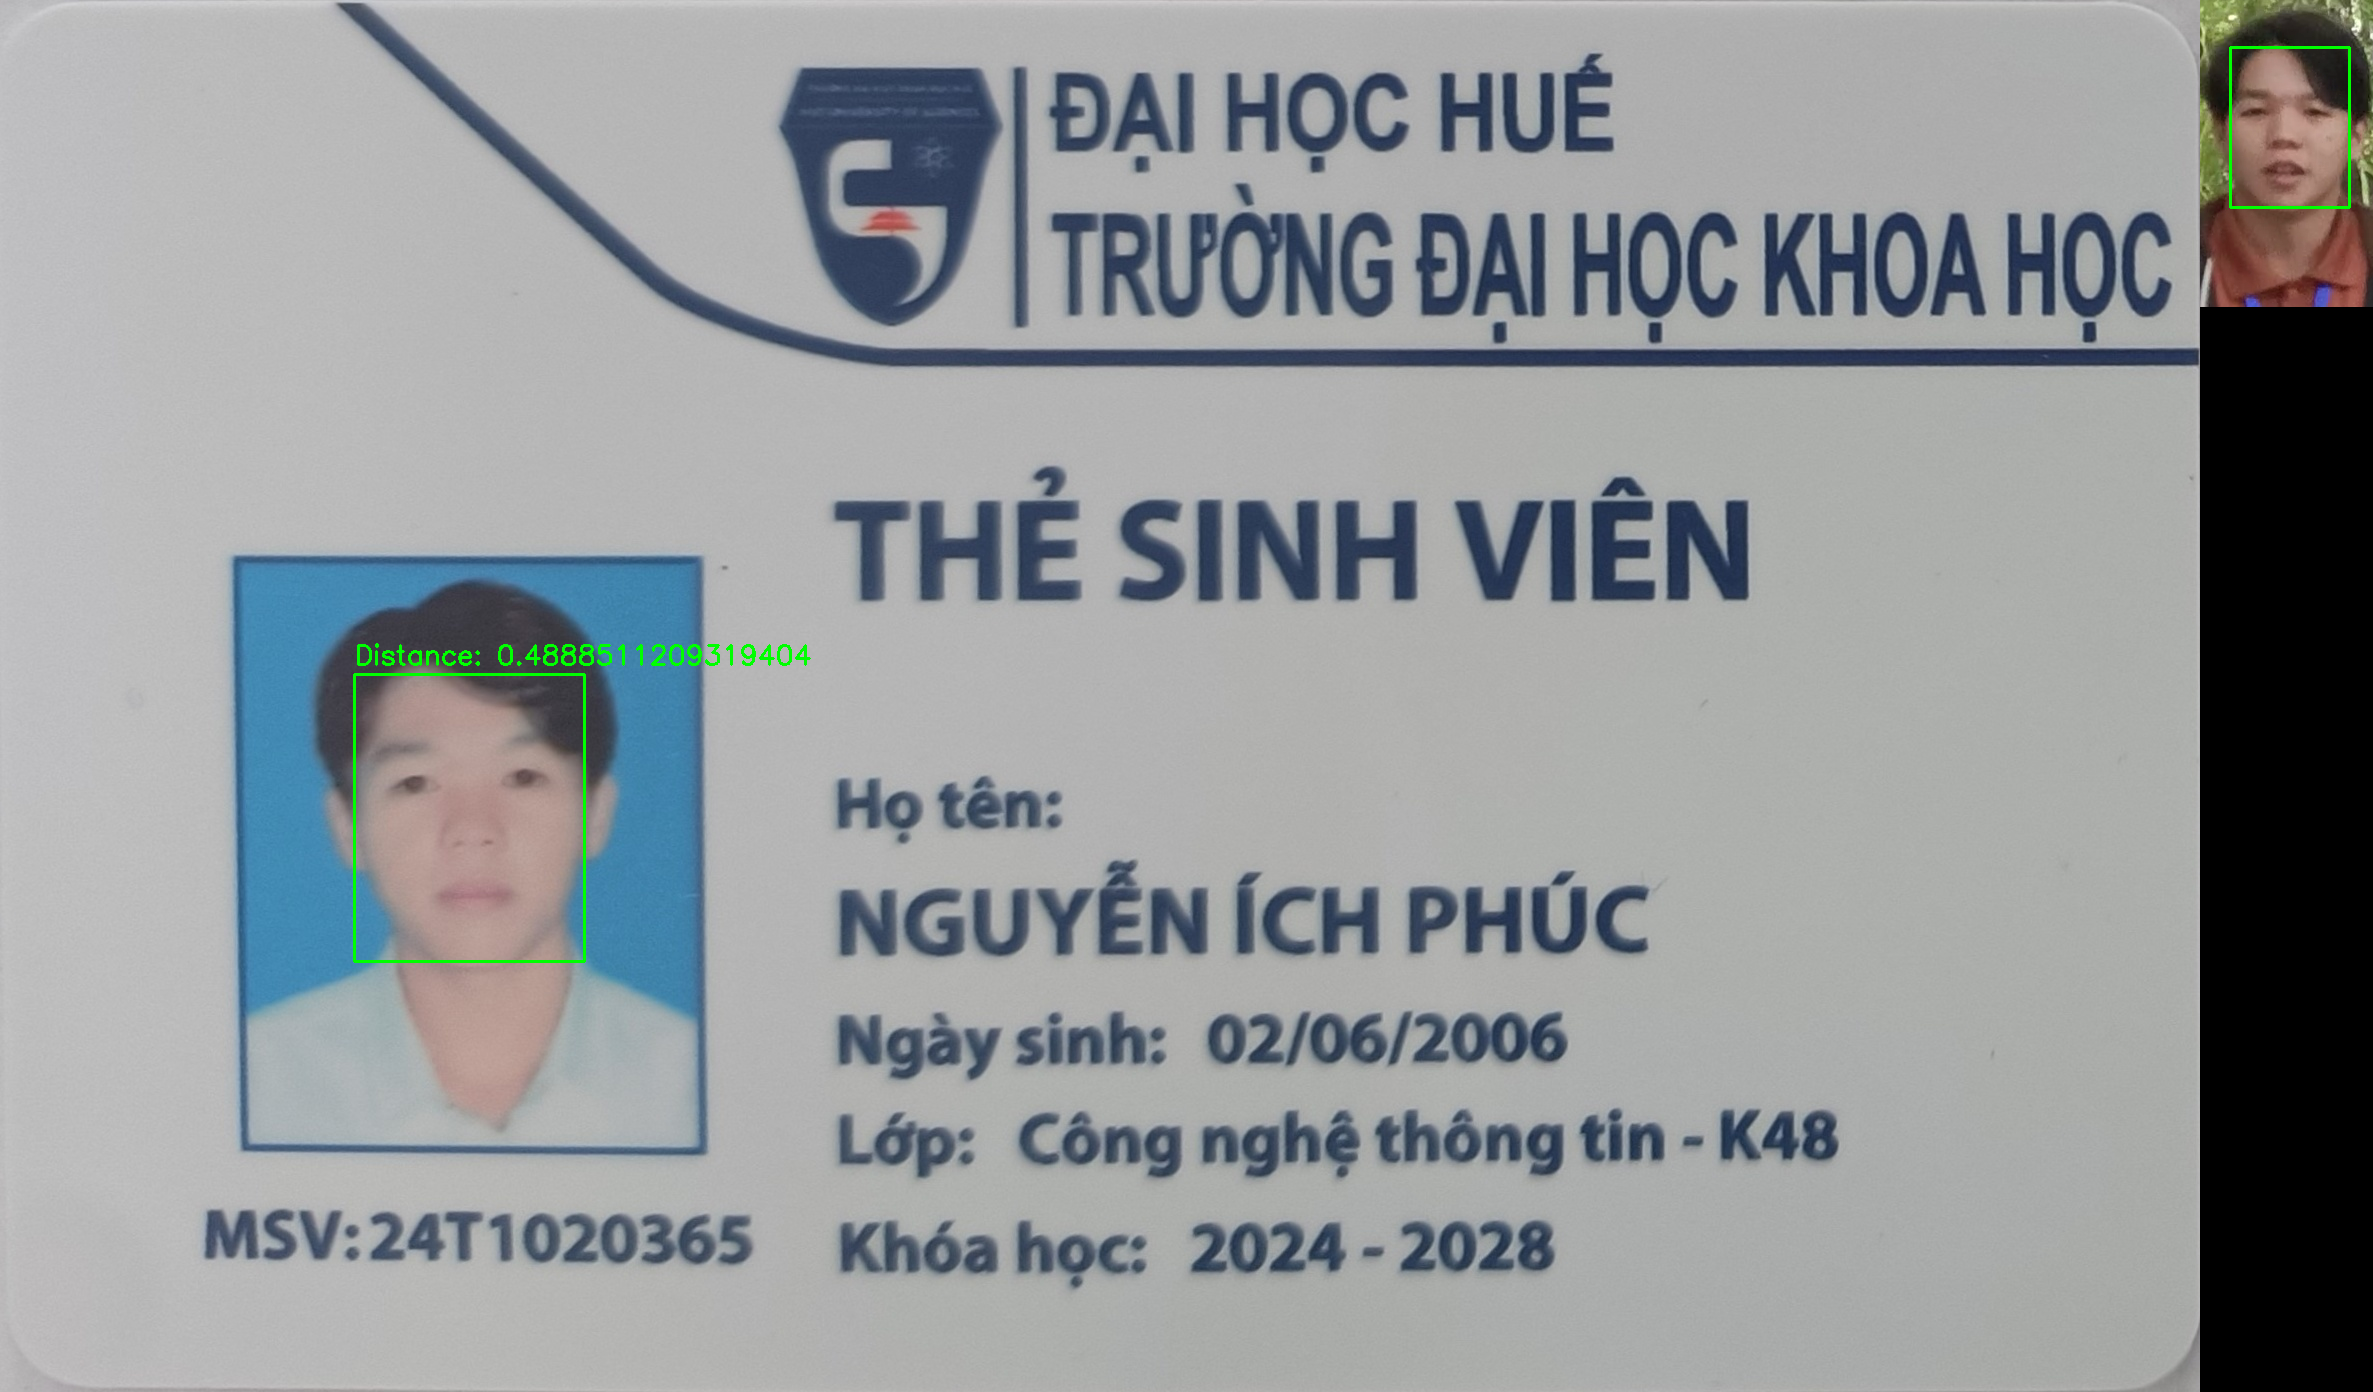 ĐẠI HỌC HUẾ
TRƯỜNG ĐẠI HỌC KHOA HỌC
THẺ SINH VIÊN
Distance: 0.4888511209319404
Họ tên:
NGUYỄN ÍCH PHÚC
Ngày sinh: 02/06/2006
Lớp: Công nghệ thông tin - K48
MSV: 24T1020365
Khóa học: 2024 - 2028